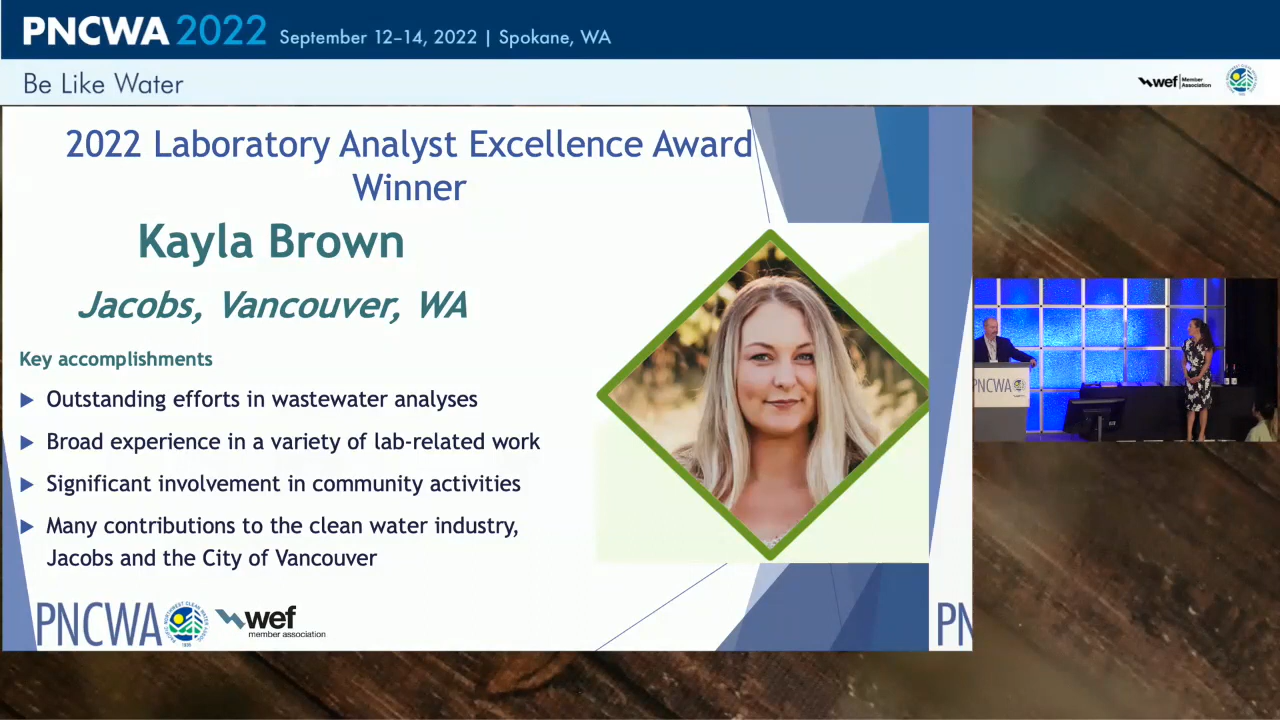 PNCWA 2022 September 12–14, 2022 | Spokane, WA
Be Like Water
wef Member Association
2022 Laboratory Analyst Excellence Award
Winner
Kayla Brown
Jacobs, Vancouver, WA
Key accomplishments
Outstanding efforts in wastewater analyses
Broad experience in a variety of lab-related work
Significant involvement in community activities
Many contributions to the clean water industry,
Jacobs and the City of Vancouver
PNCWA
wef
member association
PN
PNCWA